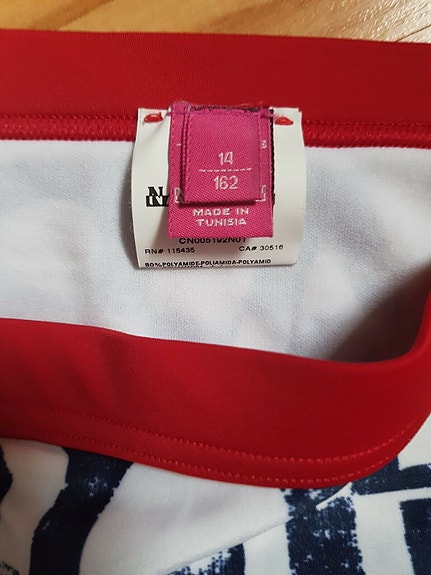 14
162
MADE IN
TUNISIA
CN005192N01
RN# 115435 CA# 30516
80% POLYAMIDE-POLIAMIDA-POLYAMID